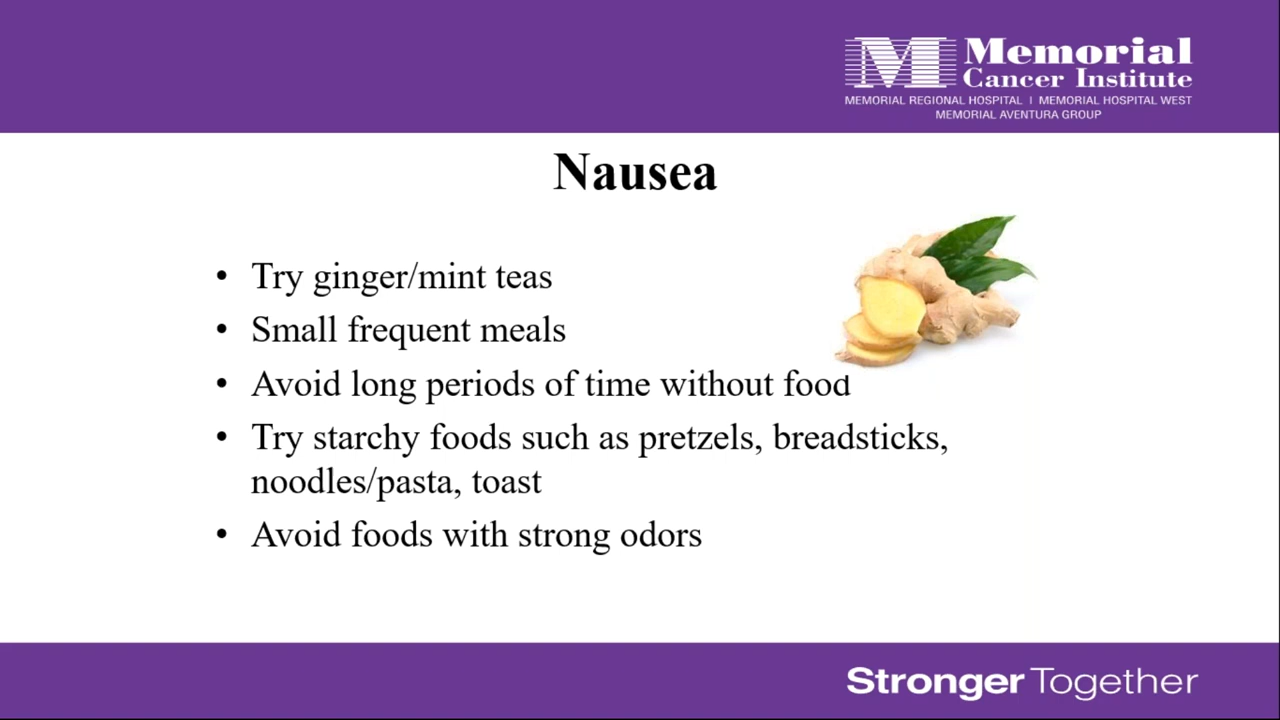 M Memorial
Cancer Institute
MEMORIAL REGIONAL HOSPITAL | MEMORIAL HOSPITAL WEST
MEMORIAL AVENTURA GROUP
Nausea
• Try ginger/mint teas
• Small frequent meals
• Avoid long periods of time without food
• Try starchy foods such as pretzels, breadsticks,
noodles/pasta, toast
• Avoid foods with strong odors
Stronger Together